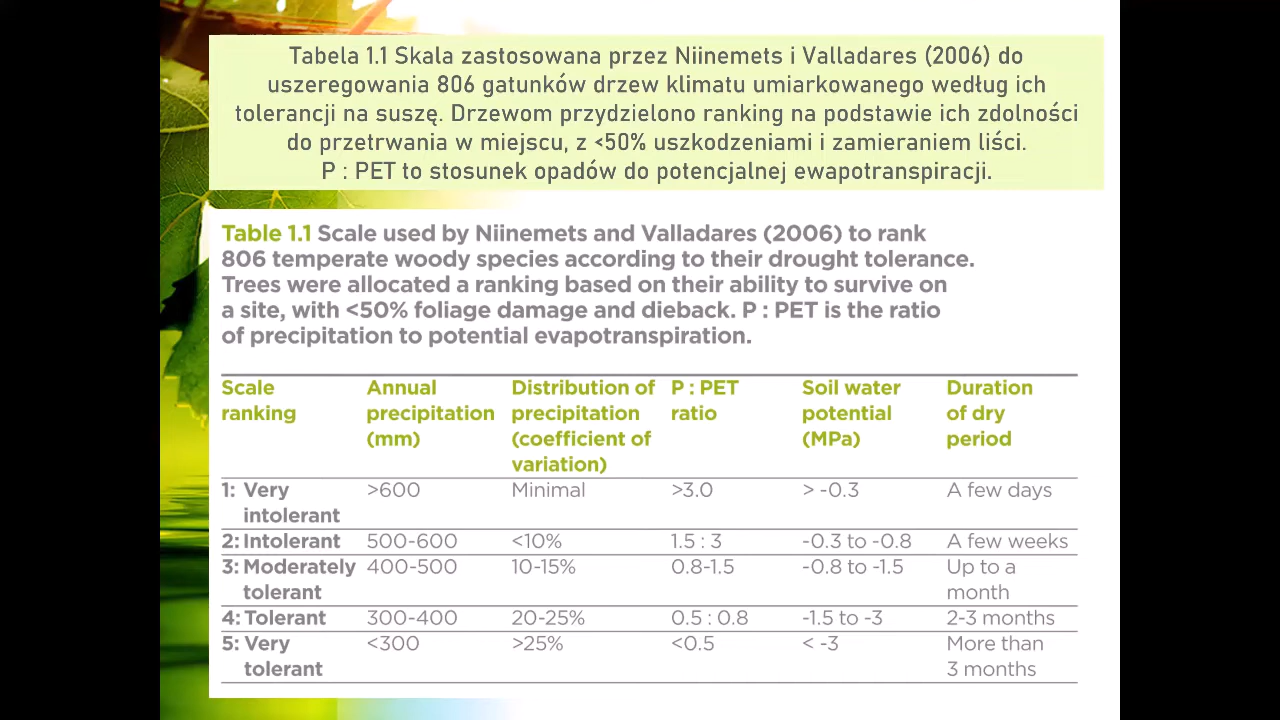 Tabela 1.1 Skala zastosowana przez Niinemets i Valladares (2006) do
uszeregowania 806 gatunków drzew klimatu umiarkowanego według ich
tolerancji na suszę. Drzewom przydzielono ranking na podstawie ich zdolności
do przetrwania w miejscu, z <50% uszkodzeniami i zamieraniem liści.
P : PET to stosunek opadów do potencjalnej ewapotranspiracji.
Table 1.1 Scale used by Niinemets and Valladares (2006) to rank
806 temperate woody species according to their drought tolerance.
Trees were allocated a ranking based on their ability to survive on
a site, with <50% foliage damage and dieback. P : PET is the ratio
of precipitation to potential evapotranspiration.
Scale Annual Distribution of P : PET Soil water Duration
ranking precipitation precipitation ratio potential of dry
(mm) (coefficient of (MPa) period
variation)
1: Very >600 Minimal >3.0 > -0.3 A few days
intolerant
2: Intolerant 500-600 <10% 1.5 : 3 -0.3 to -0.8 A few weeks
3: Moderately 400-500 10-15% 0.8-1.5 -0.8 to -1.5 Up to a
tolerant month
4: Tolerant 300-400 20-25% 0.5 : 0.8 -1.5 to -3 2-3 months
5: Very <300 >25% <0.5 < -3 More than
tolerant 3 months